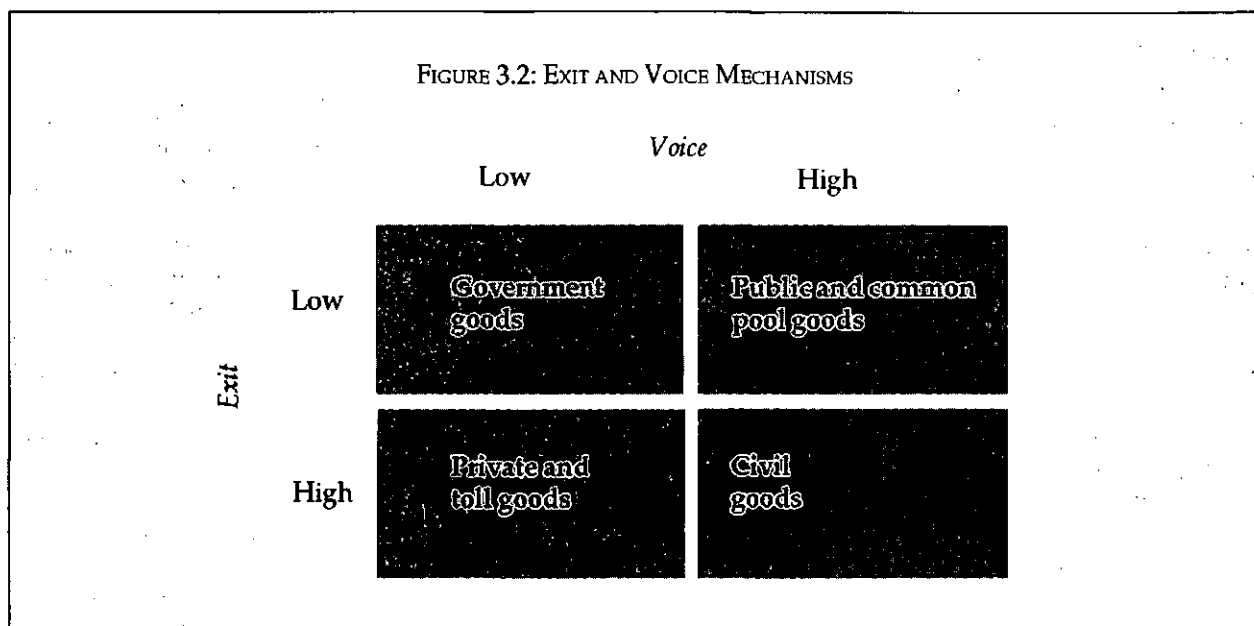 FIGURE 3.2: EXIT AND VOICE MECHANISMS
Voice
Low High
Low
Government
goods
Public and common
pool goods
Exit
High
Private and
toll goods
Civil
goods